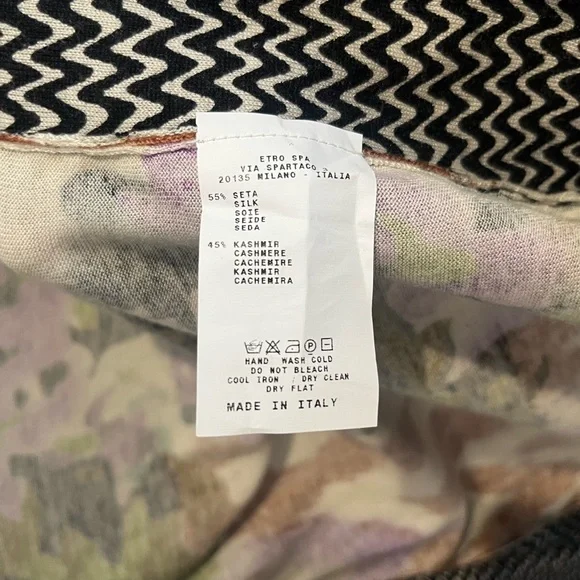 ETRO SPA
VIA SPARTACO
20135 MILANO - ITALIA
55% SETA
SILK
SOIE
SEIDE
SEDA
45% KASHMIR
CASHMERE
CACHEMIRE
KASHMIR
CACHEMIRA
P
HAND WASH COLD
DO NOT BLEACH
COOL IRON DRY CLEAN
DRY FLAT
MADE IN ITALY